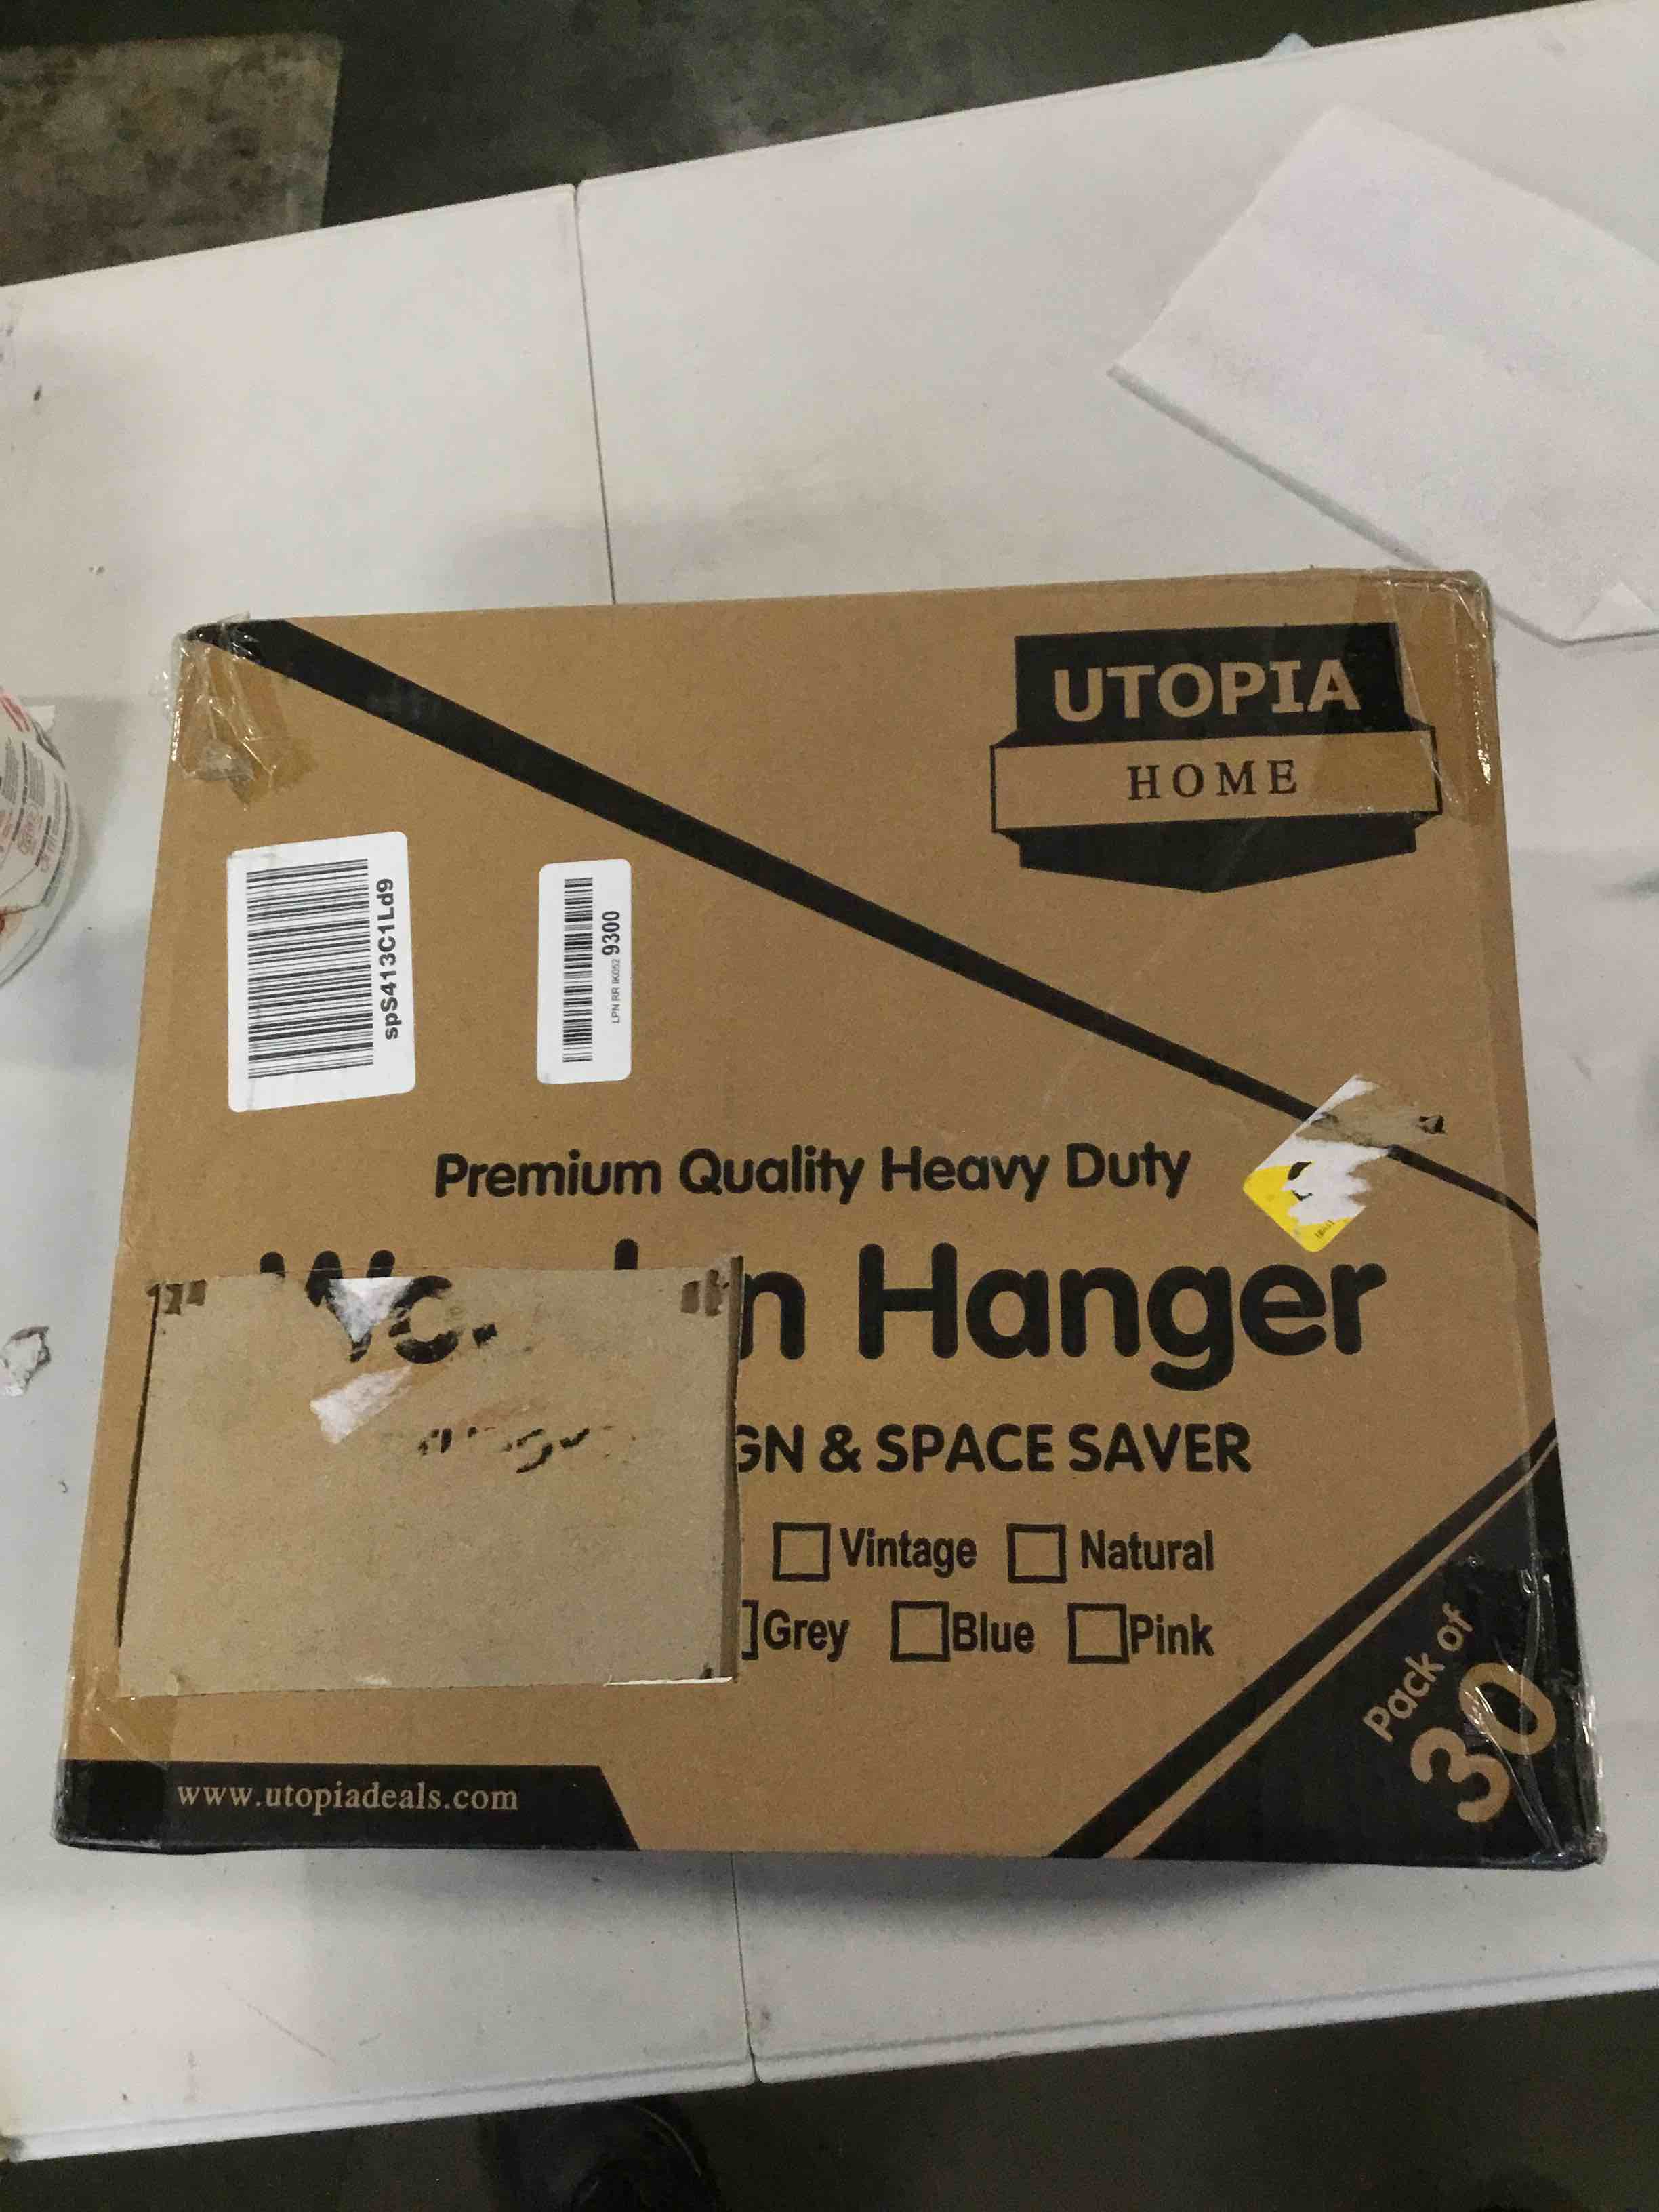 UTOPIA
HOME
spS413C1Ld9
LPN RR IK052 9300
Premium Quality Heavy Duty
Hanger
& SPACE SAVER
Vintage Natural
Grey Blue Pink
Pack of
30
www.utopiadeals.com